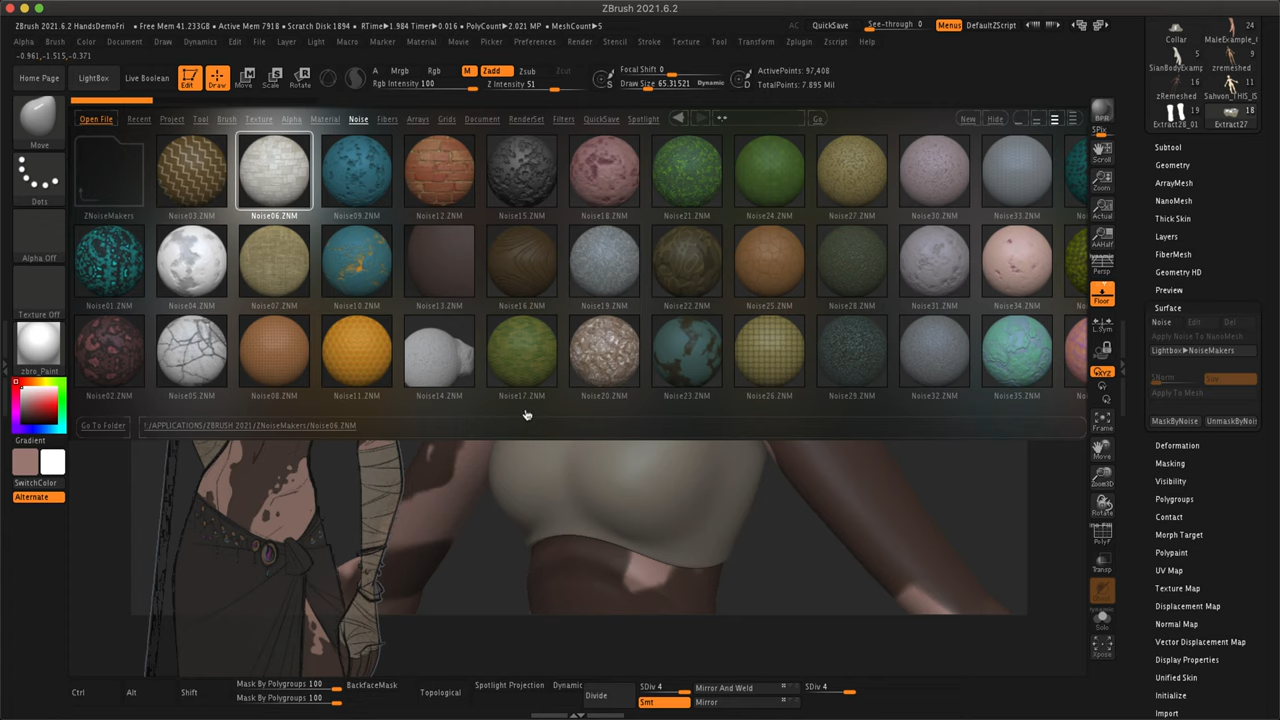 ZBrush 2021.6.2
ZBrush 2021.6.2 HandsDemoFri • Free Mem 41.233GB • Active Mem 7918 • Scratch Disk 1894 • RTime▶1.984 Timer▶0.016 • PolyCount▶2.021 MP • MeshCount▶5
AC QuickSave See-through 0 Menus DefaultZScript
Alpha Brush Color Document Draw Dynamics Edit File Layer Light Macro Marker Material Movie Picker Preferences Render Stencil Stroke Texture Tool Transform Zplugin Zscript Help
-0.961,-1.515,-0.371
Home Page LightBox Live Boolean Edit Draw Move Scale Rotate A Mrgb Rgb M Zadd Zsub Zcut
Rgb Intensity 100 Z Intensity 51
Focal Shift 0
Draw Size 65.31521 Dynamic
S D
ActivePoints: 97,408
TotalPoints: 7.895 Mil
Open File Recent Project Tool Brush Texture Alpha Material Noise Fibers Arrays Grids Document RenderSet Filters QuickSave Spotlight Go New Hide
ZNoiseMakers Noise03.ZNM Noise06.ZNM Noise09.ZNM Noise12.ZNM Noise15.ZNM Noise18.ZNM Noise21.ZNM Noise24.ZNM Noise27.ZNM Noise30.ZNM Noise33.ZNM
Noise01.ZNM Noise04.ZNM Noise07.ZNM Noise10.ZNM Noise13.ZNM Noise16.ZNM Noise19.ZNM Noise22.ZNM Noise25.ZNM Noise28.ZNM Noise31.ZNM Noise34.ZNM
Noise02.ZNM Noise05.ZNM Noise08.ZNM Noise11.ZNM Noise14.ZNM Noise17.ZNM Noise20.ZNM Noise23.ZNM Noise26.ZNM Noise29.ZNM Noise32.ZNM Noise35.ZNM
Go To Folder !:/APPLICATIONS/ZBRUSH 2021/ZNoiseMakers/Noise06.ZNM
Move
Dots
Alpha Off
Texture Off
zbro_Paint
Gradient
SwitchColor
Alternate
BPR
SPix
Scroll
Zoom
Actual
AAHalf
Persp
Floor
L.Sym
XYZ
Frame
Move
Zoom3D
Rotate
PolyF
Transp
Dynamic
Solo
Xpose
24
Collar MaleExample_
5 9
SianBodyExamp zremeshed
16 11
zRemeshed Sahvon_THIS_IS
19 18
Extract28_01 Extract27
Subtool
Geometry
ArrayMesh
NanoMesh
Thick Skin
Layers
FiberMesh
Geometry HD
Preview
Surface
Noise Edit Del
Apply Noise To NanoMesh
Lightbox▶NoiseMakers
SNorm Suv
Apply To Mesh
MaskByNoise UnmaskByNois
Deformation
Masking
Visibility
Polygroups
Contact
Morph Target
Polypaint
UV Map
Texture Map
Displacement Map
Normal Map
Vector Displacement Map
Display Properties
Unified Skin
Initialize
Import
Ctrl Alt Shift
Mask By Polygroups 100
Mask By Polygroups 100
BackfaceMask
Topological
Spotlight Projection Dynamic
Divide
SDiv 4
Smt
Mirror And Weld
Mirror
SDiv 4